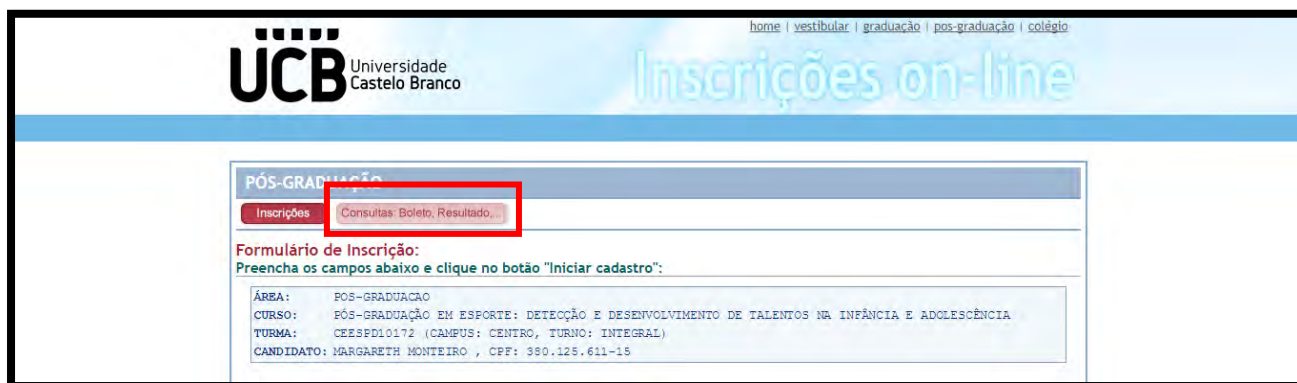 home | vestibular | graduação | pos-graduação | colégio
UCB Universidade
Castelo Branco
Inscrições on-line
PÓS-GRADUAÇÃO
Inscrições
Consultas: Boleto, Resultado,...
Formulário de Inscrição:
Preencha os campos abaixo e clique no botão "Iniciar cadastro":
ÁREA: POS-GRADUACAO
CURSO: PÓS-GRADUAÇÃO EM ESPORTE: DETECÇÃO E DESENVOLVIMENTO DE TALENTOS NA INFÂNCIA E ADOLESCÊNCIA
TURMA: CEESPD10172 (CAMPUS: CENTRO, TURNO: INTEGRAL)
CANDIDATO: MARGARETH MONTEIRO , CPF: 380.125.611-15